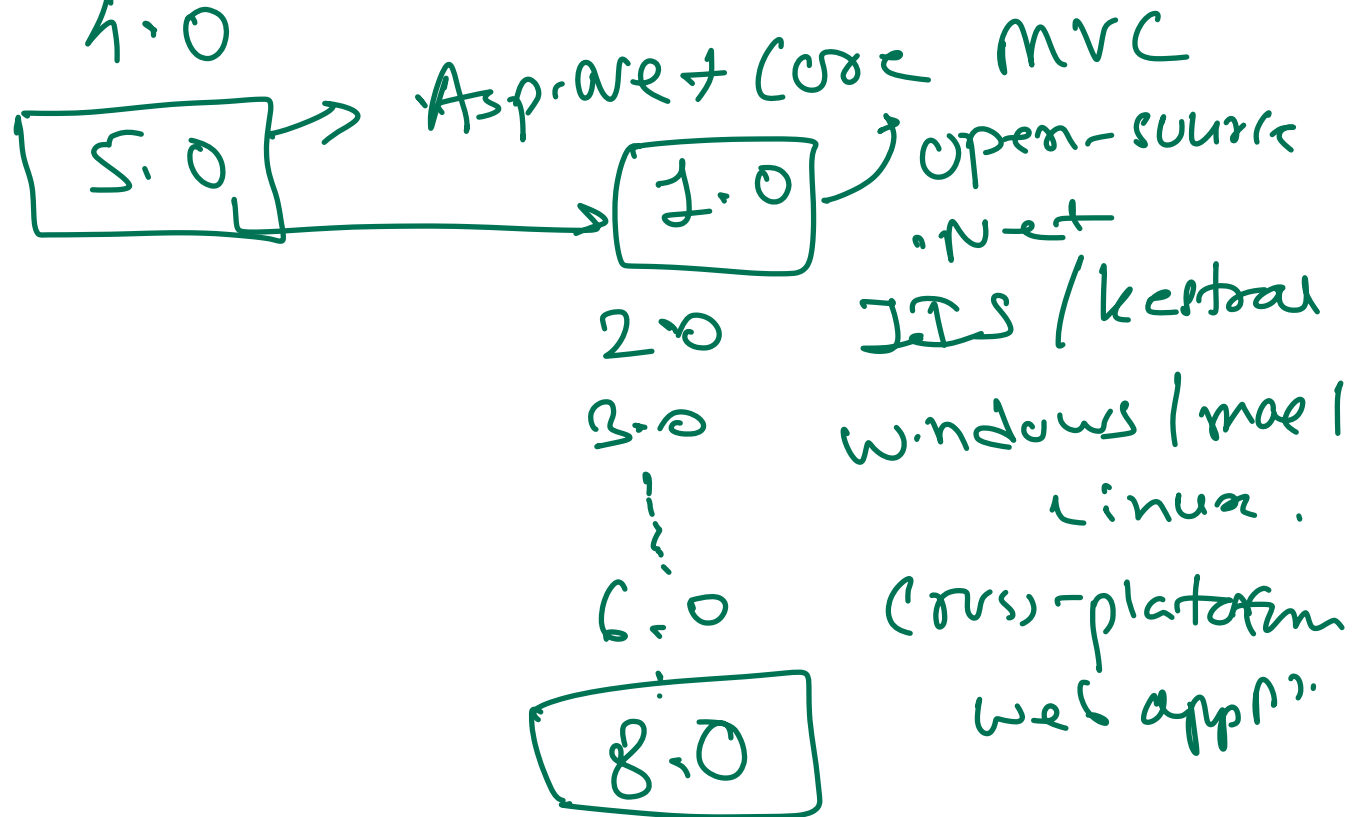 4.0
5.0
Asp.Net Core MVC
1.0
open-source
.Net
IIS / kestral
2.0
3.0
windows / mac /
Linux.
6.0
cross-platform
web appln.
8.0